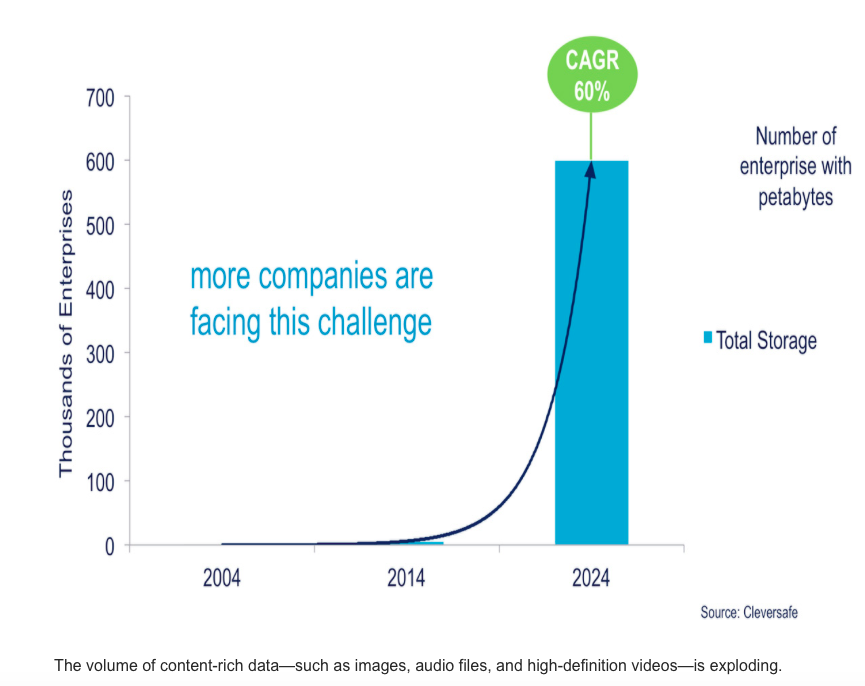 CAGR
60%
Number of
enterprise with
petabytes
Thousands of Enterprises
700
600
500
400
300
200
100
0
more companies are
facing this challenge
Total Storage
2004
2014
2024
Source: Cleversafe
The volume of content-rich data—such as images, audio files, and high-definition videos—is exploding.